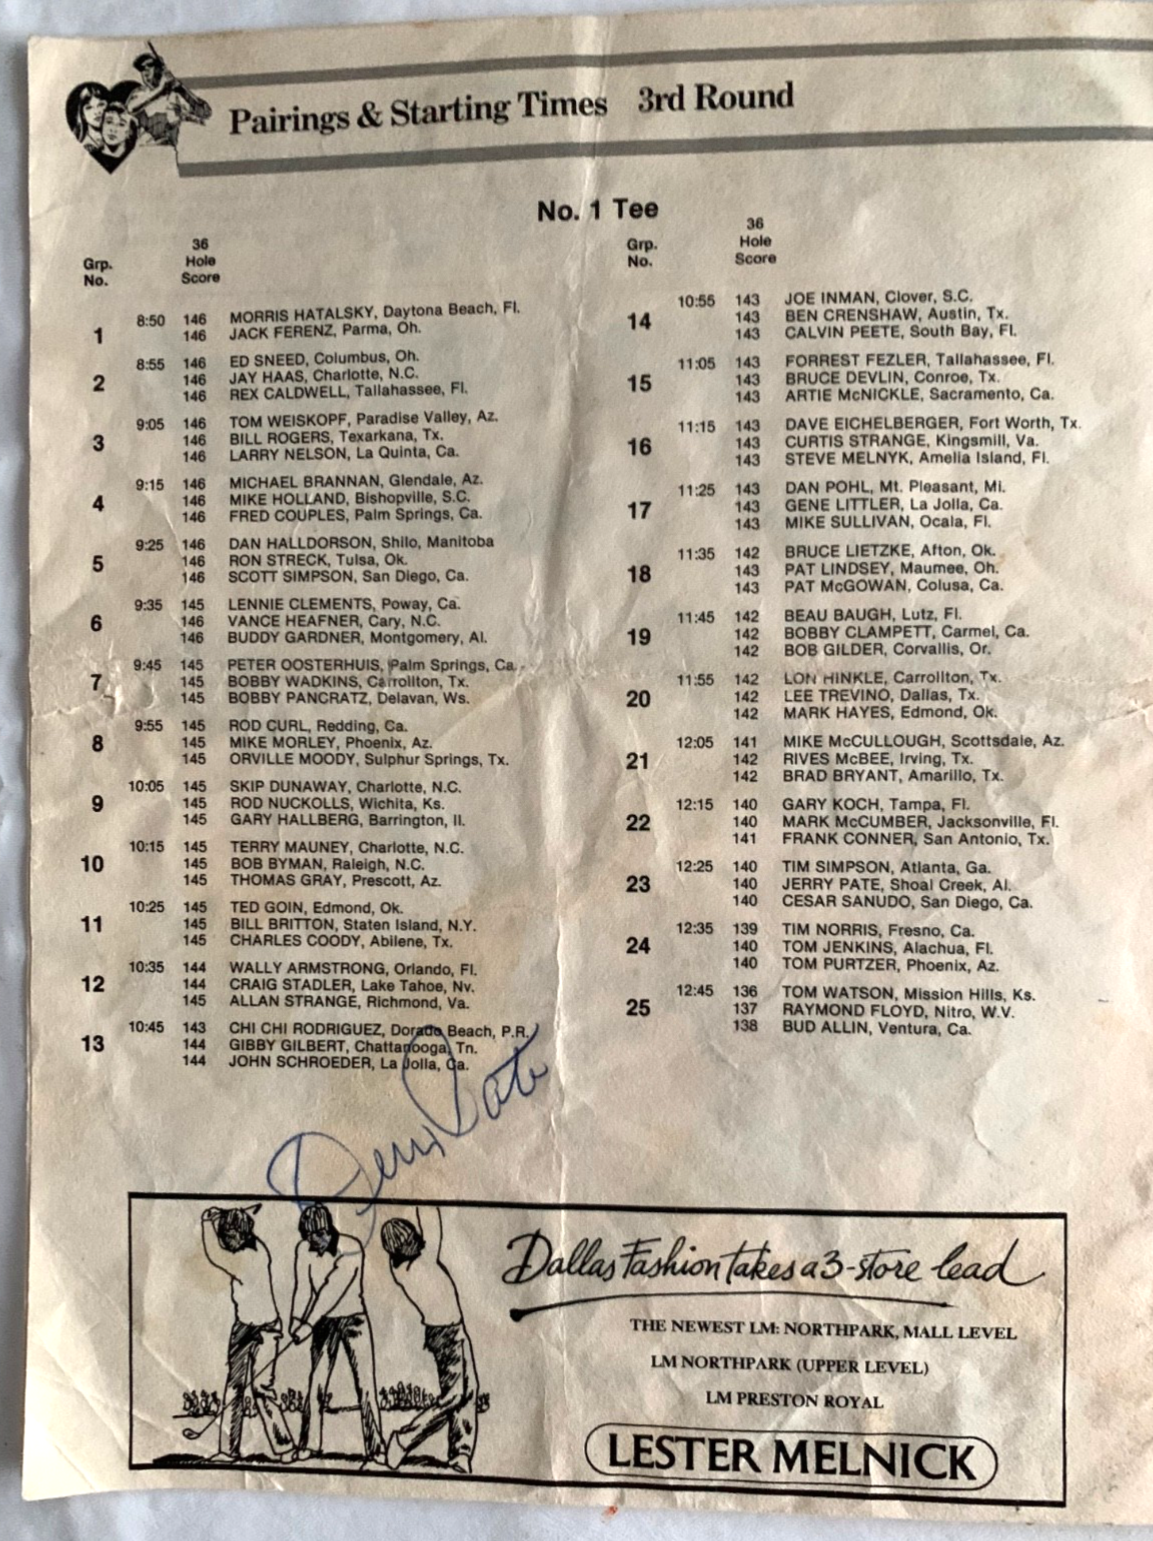 Pairings & Starting Times 3rd Round
No. 1 Tee
Grp. No. 36 Hole Score
1 8:50 146 MORRIS HATALSKY, Daytona Beach, Fl.
146 JACK FERENZ, Parma, Oh.
2 8:55 146 ED SNEED, Columbus, Oh.
146 JAY HAAS, Charlotte, N.C.
146 REX CALDWELL, Tallahassee, Fl.
3 9:05 146 TOM WEISKOPF, Paradise Valley, Az.
146 BILL ROGERS, Texarkana, Tx.
146 LARRY NELSON, La Quinta, Ca.
4 9:15 146 MICHAEL BRANNAN, Glendale, Az.
146 MIKE HOLLAND, Bishopville, S.C.
146 FRED COUPLES, Palm Springs, Ca.
5 9:25 146 DAN HALLDORSON, Shilo, Manitoba
146 RON STRECK, Tulsa, Ok.
146 SCOTT SIMPSON, San Diego, Ca.
6 9:35 145 LENNIE CLEMENTS, Poway, Ca.
146 VANCE HEAFNER, Cary, N.C.
146 BUDDY GARDNER, Montgomery, Al.
7 9:45 145 PETER OOSTERHUIS, Palm Springs, Ca.
145 BOBBY WADKINS, Carrollton, Tx.
145 BOBBY PANCRATZ, Delavan, Ws.
8 9:55 145 ROD CURL, Redding, Ca.
145 MIKE MORLEY, Phoenix, Az.
145 ORVILLE MOODY, Sulphur Springs, Tx.
9 10:05 145 SKIP DUNAWAY, Charlotte, N.C.
145 ROD NUCKOLLS, Wichita, Ks.
145 GARY HALLBERG, Barrington, Il.
10 10:15 145 TERRY MAUNEY, Charlotte, N.C.
145 BOB BYMAN, Raleigh, N.C.
145 THOMAS GRAY, Prescott, Az.
11 10:25 145 TED GOIN, Edmond, Ok.
145 BILL BRITTON, Staten Island, N.Y.
145 CHARLES COODY, Abilene, Tx.
12 10:35 144 WALLY ARMSTRONG, Orlando, Fl.
144 CRAIG STADLER, Lake Tahoe, Nv.
145 ALLAN STRANGE, Richmond, Va.
13 10:45 143 CHI CHI RODRIGUEZ, Dorado Beach, P.R.
144 GIBBY GILBERT, Chattanooga, Tn.
144 JOHN SCHROEDER, La Jolla, Ca.
Grp. No. 36 Hole Score
14 10:55 143 JOE INMAN, Clover, S.C.
143 BEN CRENSHAW, Austin, Tx.
143 CALVIN PEETE, South Bay, Fl.
15 11:05 143 FORREST FEZLER, Tallahassee, Fl.
143 BRUCE DEVLIN, Conroe, Tx.
143 ARTIE McNICKLE, Sacramento, Ca.
16 11:15 143 DAVE EICHELBERGER, Fort Worth, Tx.
143 CURTIS STRANGE, Kingsmill, Va.
143 STEVE MELNYK, Amelia Island, Fl.
17 11:25 143 DAN POHL, Mt. Pleasant, Mi.
143 GENE LITTLER, La Jolla, Ca.
143 MIKE SULLIVAN, Ocala, Fl.
18 11:35 142 BRUCE LIETZKE, Afton, Ok.
143 PAT LINDSEY, Maumee, Oh.
143 PAT McGOWAN, Colusa, Ca.
19 11:45 142 BEAU BAUGH, Lutz, Fl.
142 BOBBY CLAMPETT, Carmel, Ca.
142 BOB GILDER, Corvallis, Or.
20 11:55 142 LON HINKLE, Carrollton, Tx.
142 LEE TREVINO, Dallas, Tx.
142 MARK HAYES, Edmond, Ok.
21 12:05 141 MIKE McCULLOUGH, Scottsdale, Az.
142 RIVES McBEE, Irving, Tx.
142 BRAD BRYANT, Amarillo, Tx.
22 12:15 140 GARY KOCH, Tampa, Fl.
140 MARK McCUMBER, Jacksonville, Fl.
141 FRANK CONNER, San Antonio, Tx.
23 12:25 140 TIM SIMPSON, Atlanta, Ga.
140 JERRY PATE, Shoal Creek, Al.
140 CESAR SANUDO, San Diego, Ca.
24 12:35 139 TIM NORRIS, Fresno, Ca.
140 TOM JENKINS, Alachua, Fl.
140 TOM PURTZER, Phoenix, Az.
25 12:45 136 TOM WATSON, Mission Hills, Ks.
137 RAYMOND FLOYD, Nitro, W.V.
138 BUD ALLIN, Ventura, Ca.
Jerry Pate
Dallas Fashion takes a 3-store lead
THE NEWEST LM: NORTHPARK, MALL LEVEL
LM NORTHPARK (UPPER LEVEL)
LM PRESTON ROYAL
LESTER MELNICK